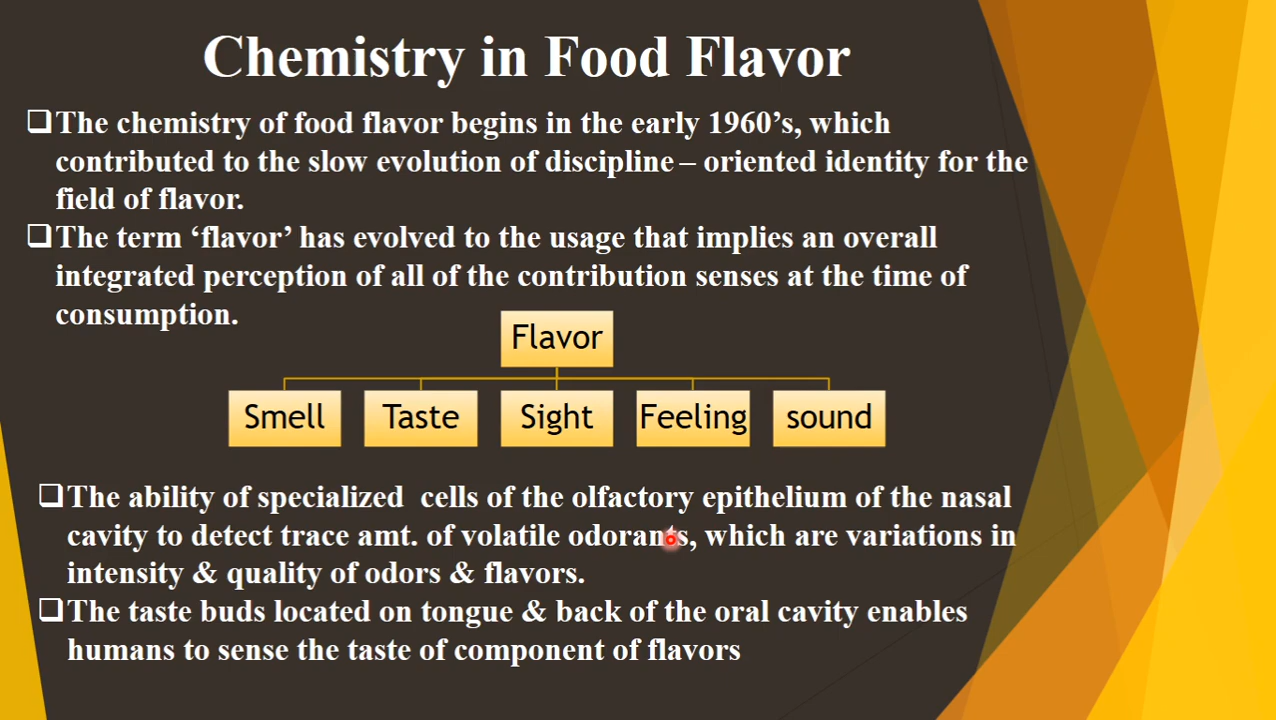 Chemistry in Food Flavor
❑The chemistry of food flavor begins in the early 1960’s, which
contributed to the slow evolution of discipline – oriented identity for the
field of flavor.
❑The term ‘flavor’ has evolved to the usage that implies an overall
integrated perception of all of the contribution senses at the time of
consumption.
Flavor
Smell Taste Sight Feeling sound
❑The ability of specialized cells of the olfactory epithelium of the nasal
cavity to detect trace amt. of volatile odorants, which are variations in
intensity & quality of odors & flavors.
❑The taste buds located on tongue & back of the oral cavity enables
humans to sense the taste of component of flavors